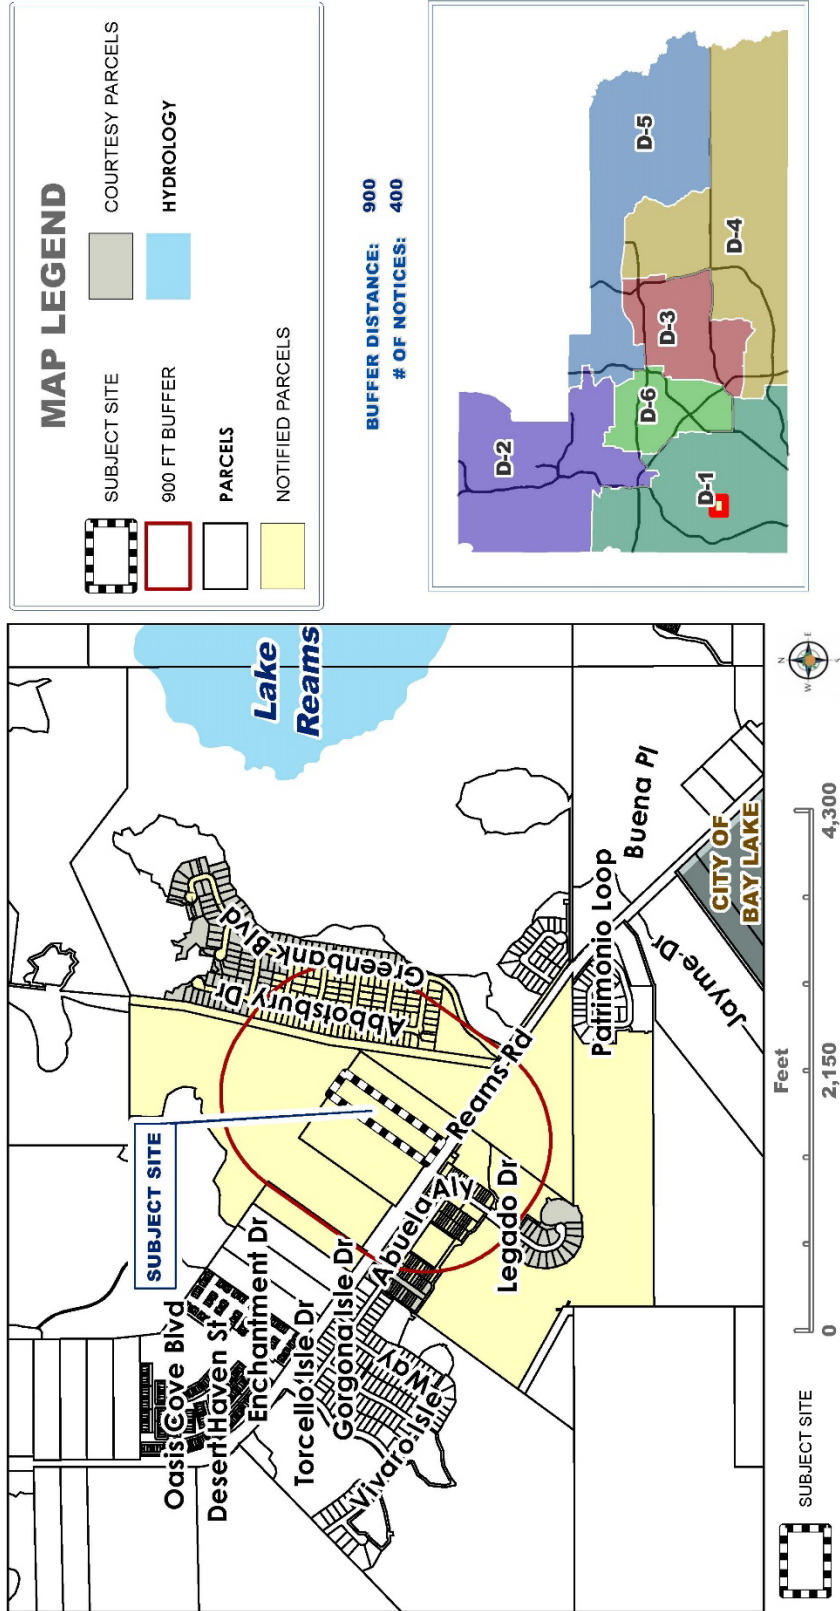 MAP LEGEND
SUBJECT SITE
COURTESY PARCELS
900 FT BUFFER
HYDROLOGY
PARCELS
NOTIFIED PARCELS
BUFFER DISTANCE: 900
# OF NOTICES: 400
D-2
D-5
D-6
D-3
D-4
D-1
Lake
Reams
SUBJECT SITE
Oasis Cove Blvd
Desert Haven St
Enchantment Dr
Torcello Isle Dr
Gorgona Isle Dr
Vivaro Isle Way
Abuela Aly
Legado Dr
Reams Rd
Abbotsbury Dr
Greenbank Blvd
Patrimonio Loop
Buena Pl
Jayme Dr
CITY OF
BAY LAKE
N
W
E
S
Feet
0 2,150 4,300
SUBJECT SITE